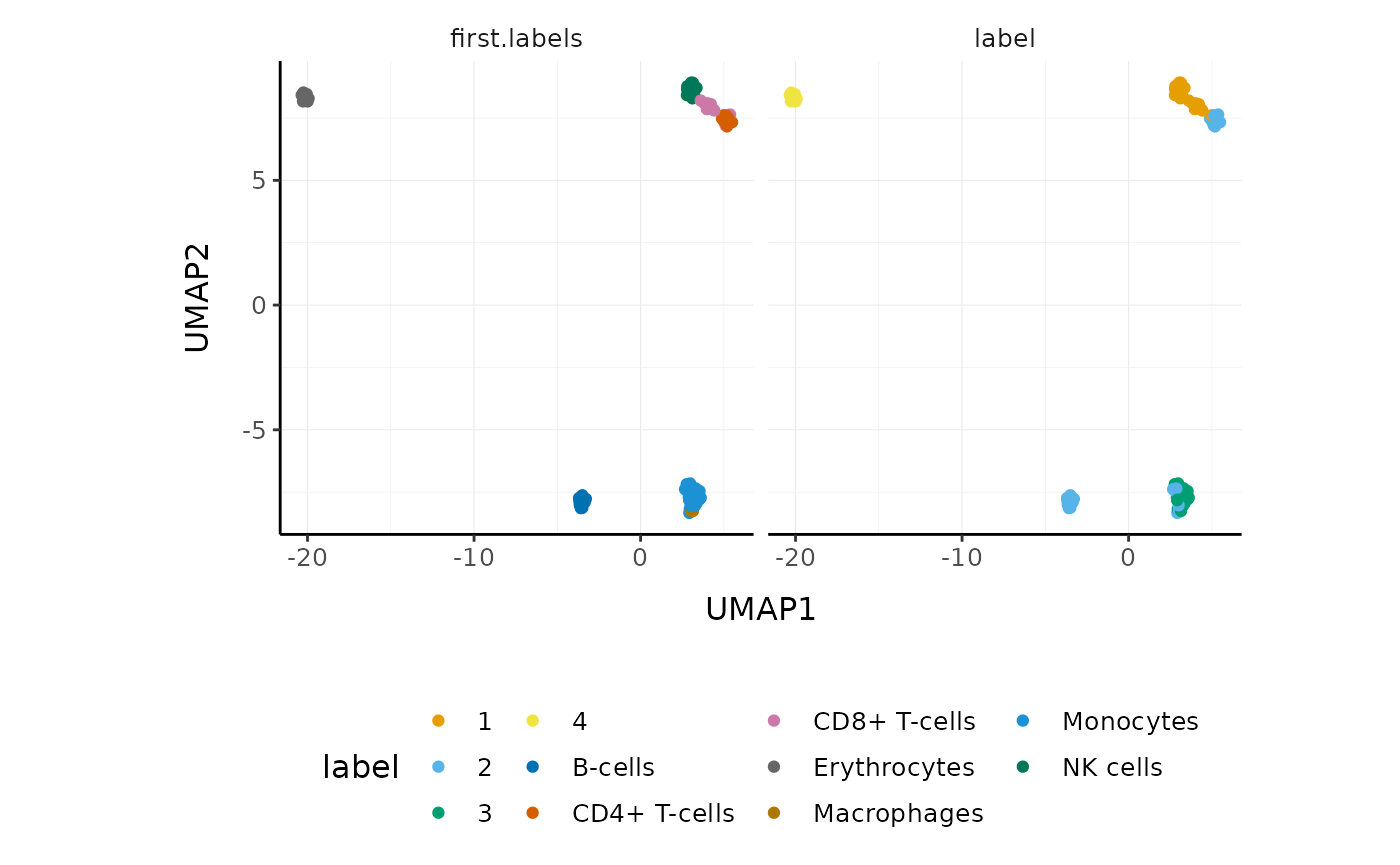 first.labels label
5
0
-5
UMAP2
-20 -10 0 -20 -10 0
UMAP1
label
1 4 CD8+ T-cells Monocytes
2 B-cells Erythrocytes NK cells
3 CD4+ T-cells Macrophages